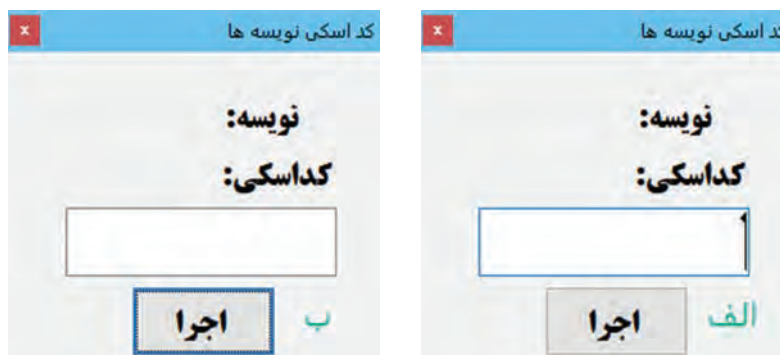 کد اسکی نویسه ها
نویسه:
کداسکی:
اجرا
الف
کد اسکی نویسه ها
نویسه:
کداسکی:
اجرا
ب